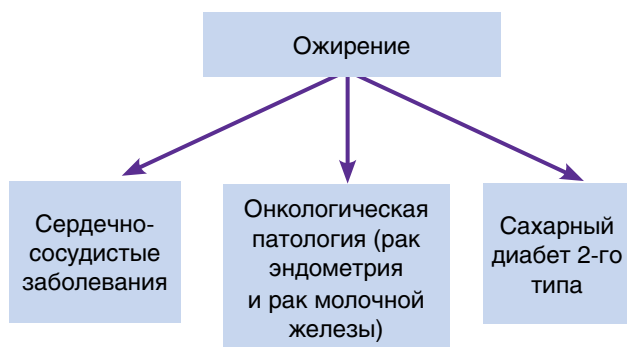 Ожирение
Сердечно-
сосудистые
заболевания
Онкологическая
патология (рак
эндометрия
и рак молочной
железы)
Сахарный
диабет 2-го
типа